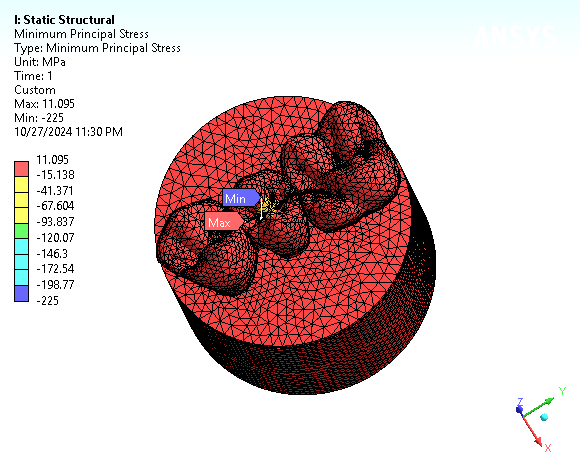 I: Static Structural
Minimum Principal Stress
Type: Minimum Principal Stress
Unit: MPa
Time: 1
Custom
Max: 11.095
Min: -225
10/27/2024 11:30 PM
ANSYS
11.095
-15.138
-41.371
-67.604
-93.837
-120.07
-146.3
-172.54
-198.77
-225
Min
Max
Z
Y
X